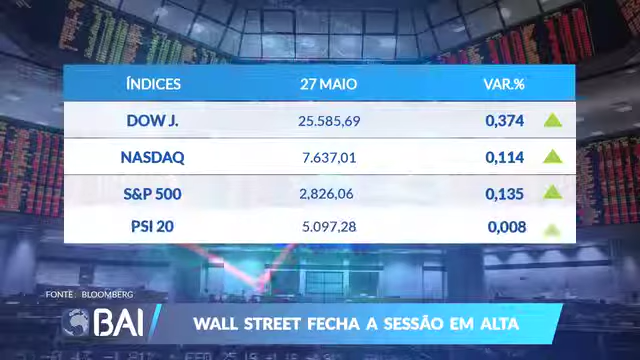 ÍNDICES 27 MAIO VAR.%
DOW J. 25.585,69 0,374
NASDAQ 7.637,01 0,114
S&P 500 2,826,06 0,135
PSI 20 5.097,28 0,008
FONTE: BLOOMBERG
BAI WALL STREET FECHA A SESSÃO EM ALTA